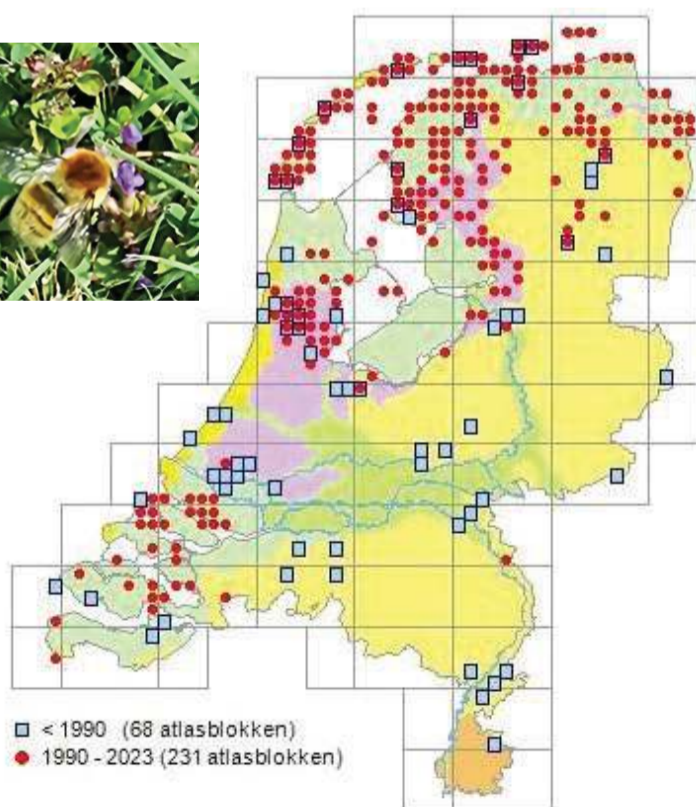 < 1990 (68 atlasblokken)
1990 - 2023 (231 atlasblokken)